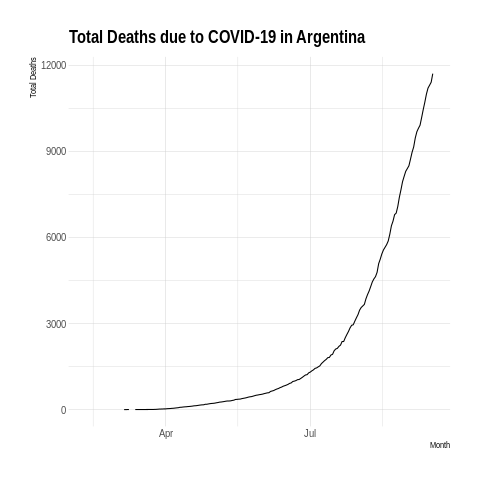 Total Deaths due to COVID-19 in Argentina
Total Deaths
12000
9000
6000
3000
0
Apr
Jul
Month